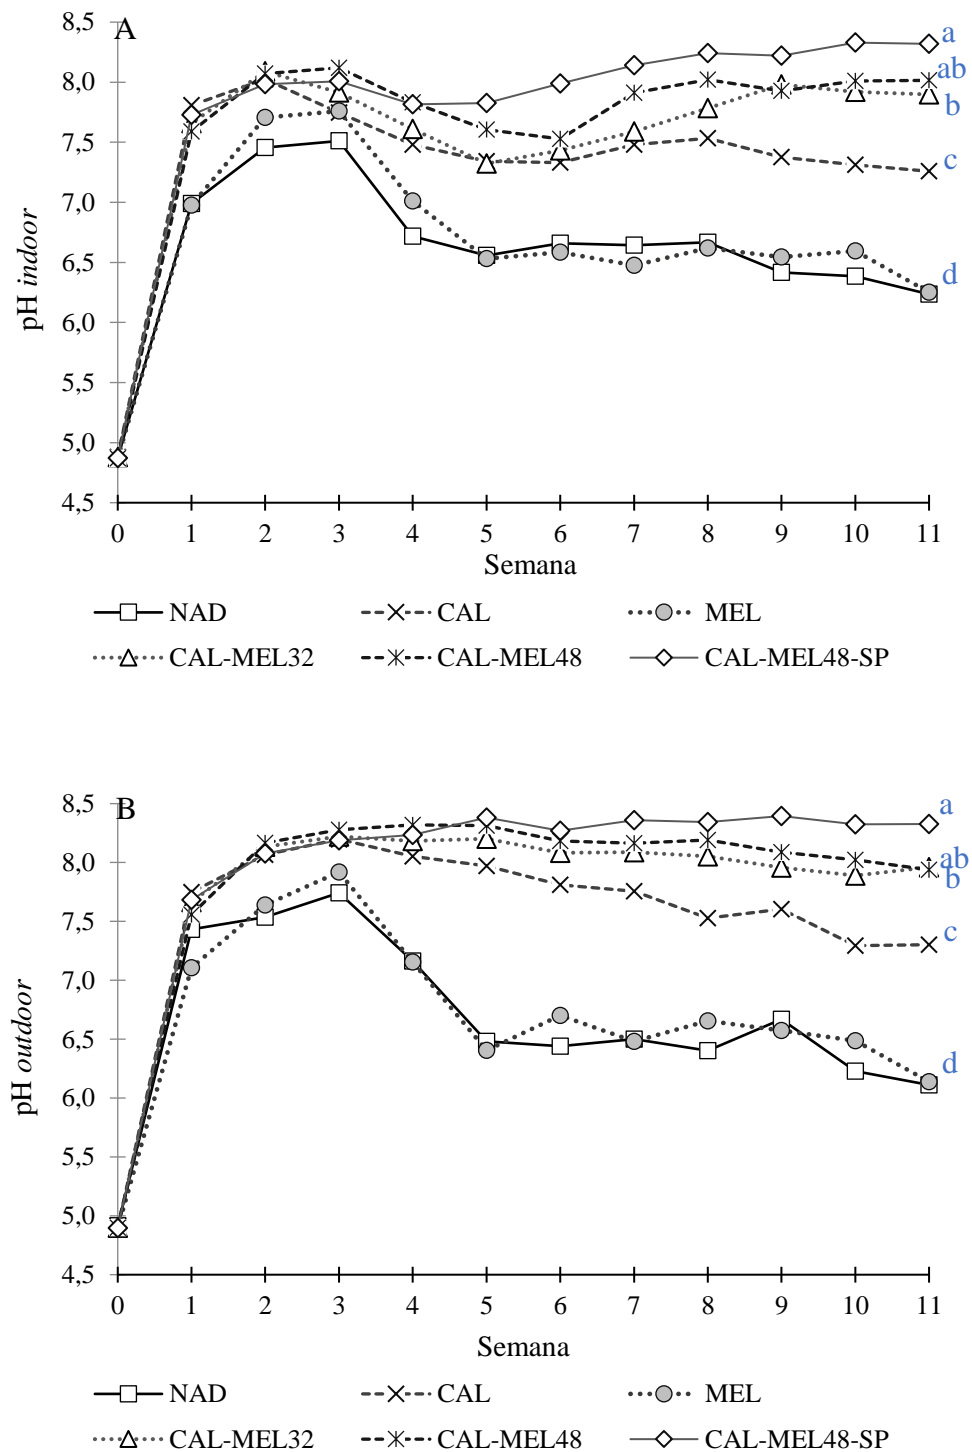 A
8,5
8,0
7,5
7,0
6,5
6,0
5,5
5,0
4,5
pH indoor
a
ab
b
c
d
0 1 2 3 4 5 6 7 8 9 10 11
Semana
NAD CAL MEL
CAL-MEL32 CAL-MEL48 CAL-MEL48-SP
B
8,5
8,0
7,5
7,0
6,5
6,0
5,5
5,0
4,5
pH outdoor
a
ab
b
c
d
0 1 2 3 4 5 6 7 8 9 10 11
Semana
NAD CAL MEL
CAL-MEL32 CAL-MEL48 CAL-MEL48-SP